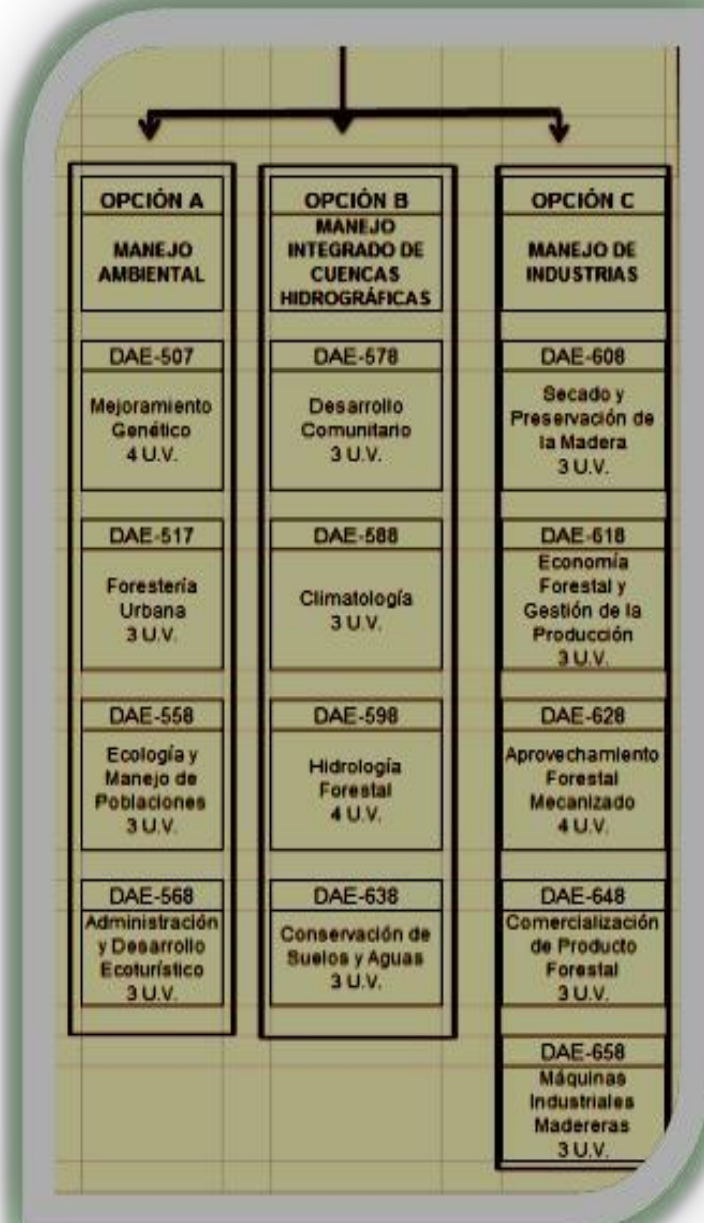 OPCIÓN A
MANEJO
AMBIENTAL
DAE-507
Mejoramiento
Genético
4 U.V.
DAE-517
Forestería
Urbana
3 U.V.
DAE-558
Ecología y
Manejo de
Poblaciones
3 U.V.
DAE-568
Administración
y Desarrollo
Ecoturístico
3 U.V.
OPCIÓN B
MANEJO
INTEGRADO DE
CUENCAS
HIDROGRÁFICAS
DAE-578
Desarrollo
Comunitario
3 U.V.
DAE-588
Climatología
3 U.V.
DAE-598
Hidrología
Forestal
4 U.V.
DAE-638
Conservación de
Suelos y Aguas
3 U.V.
OPCIÓN C
MANEJO DE
INDUSTRIAS
DAE-608
Secado y
Preservación de
la Madera
3 U.V.
DAE-618
Economía
Forestal y
Gestión de la
Producción
3 U.V.
DAE-628
Aprovechamiento
Forestal
Mecanizado
4 U.V.
DAE-648
Comercialización
de Producto
Forestal
3 U.V.
DAE-658
Máquinas
Industriales
Madereras
3 U.V.